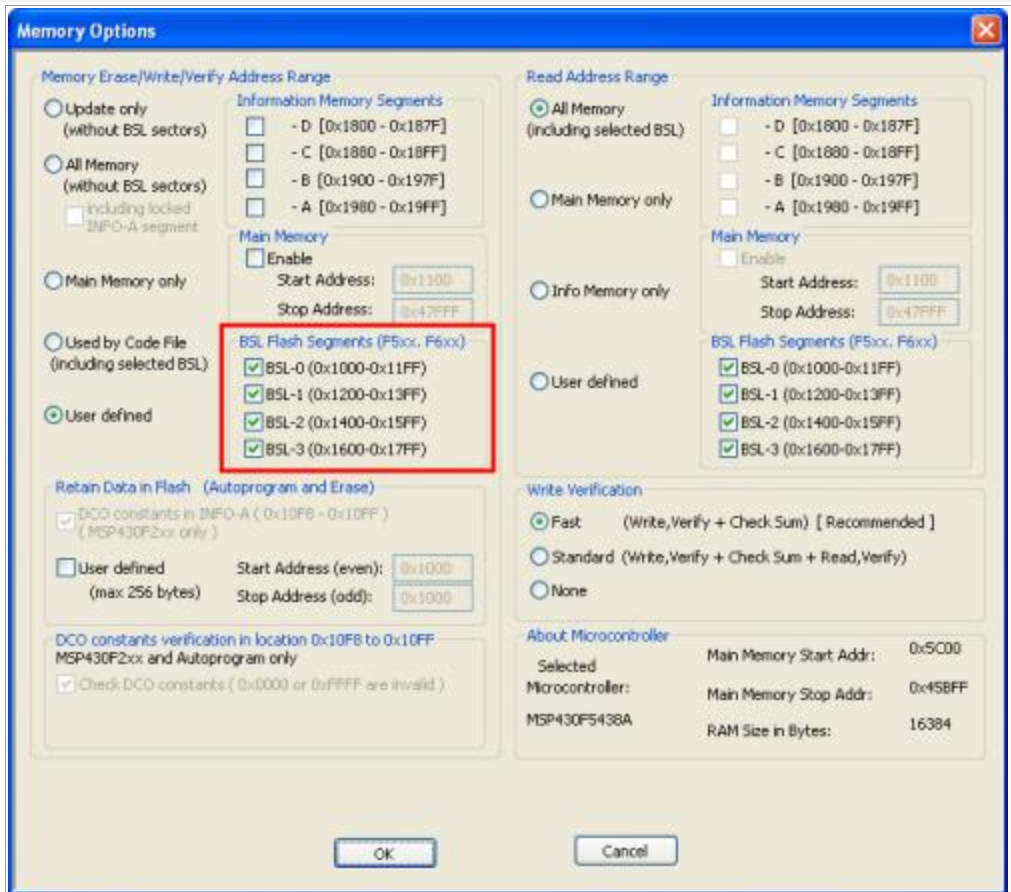 Memory Options
Memory Erase/Write/Verify Address Range
Update only
(without BSL sectors)
All Memory
(without BSL sectors)
including locked
INFO-A segment
Main Memory only
Used by Code File
(including selected BSL)
User defined
Information Memory Segments
- D [0x1800 - 0x187F]
- C [0x1880 - 0x18FF]
- B [0x1900 - 0x197F]
- A [0x1980 - 0x19FF]
Main Memory
Enable
Start Address: 0x1100
Stop Address: 0x47FFF
BSL Flash Segments (F5xx. F6xx)
BSL-0 (0x1000-0x11FF)
BSL-1 (0x1200-0x13FF)
BSL-2 (0x1400-0x15FF)
BSL-3 (0x1600-0x17FF)
Retain Data in Flash (Autoprogram and Erase)
DCO constants in INFO-A ( 0x10F8 - 0x10FF )
( MSP430F2xx only )
User defined
(max 256 bytes)
Start Address (even): 0x1000
Stop Address (odd): 0x1000
DCO constants verification in location 0x10F8 to 0x10FF
MSP430F2xx and Autoprogram only
Check DCO constants ( 0x0000 or 0xFFFF are invalid )
Read Address Range
All Memory
(including selected BSL)
Main Memory only
Info Memory only
User defined
Information Memory Segments
- D [0x1800 - 0x187F]
- C [0x1880 - 0x18FF]
- B [0x1900 - 0x197F]
- A [0x1980 - 0x19FF]
Main Memory
Enable
Start Address: 0x1100
Stop Address: 0x47FFF
BSL Flash Segments (F5xx. F6xx)
BSL-0 (0x1000-0x11FF)
BSL-1 (0x1200-0x13FF)
BSL-2 (0x1400-0x15FF)
BSL-3 (0x1600-0x17FF)
Write Verification
Fast (Write,Verify + Check Sum) [ Recommended ]
Standard (Write,Verify + Check Sum + Read,Verify)
None
About Microcontroller
Selected
Microcontroller:
MSP430F5438A
Main Memory Start Addr: 0x5C00
Main Memory Stop Addr: 0x45BFF
RAM Size in Bytes: 16384
OK
Cancel